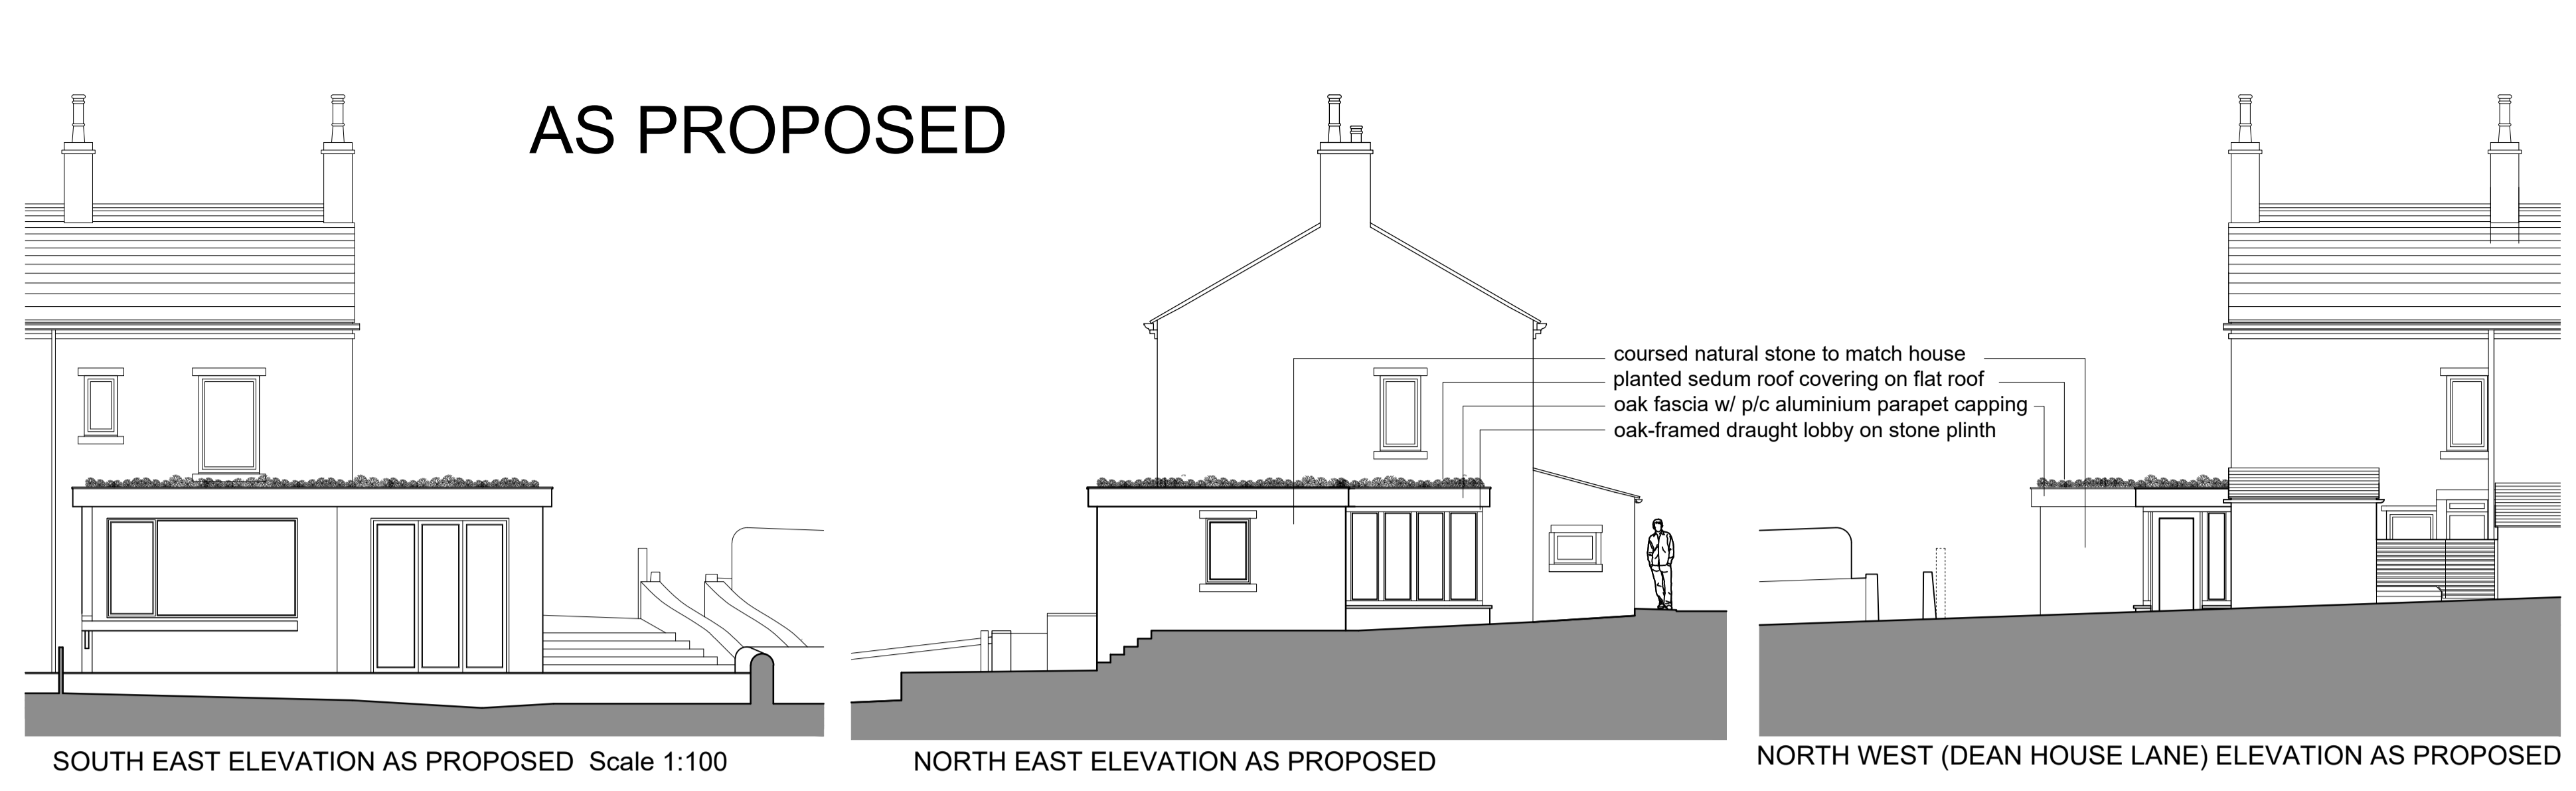 AS PROPOSED
coursed natural stone to match house
planted sedum roof covering on flat roof
oak fascia w/ p/c aluminium parapet capping
oak-framed draught lobby on stone plinth
SOUTH EAST ELEVATION AS PROPOSED Scale 1:100
NORTH EAST ELEVATION AS PROPOSED
NORTH WEST (DEAN HOUSE LANE) ELEVATION AS PROPOSED